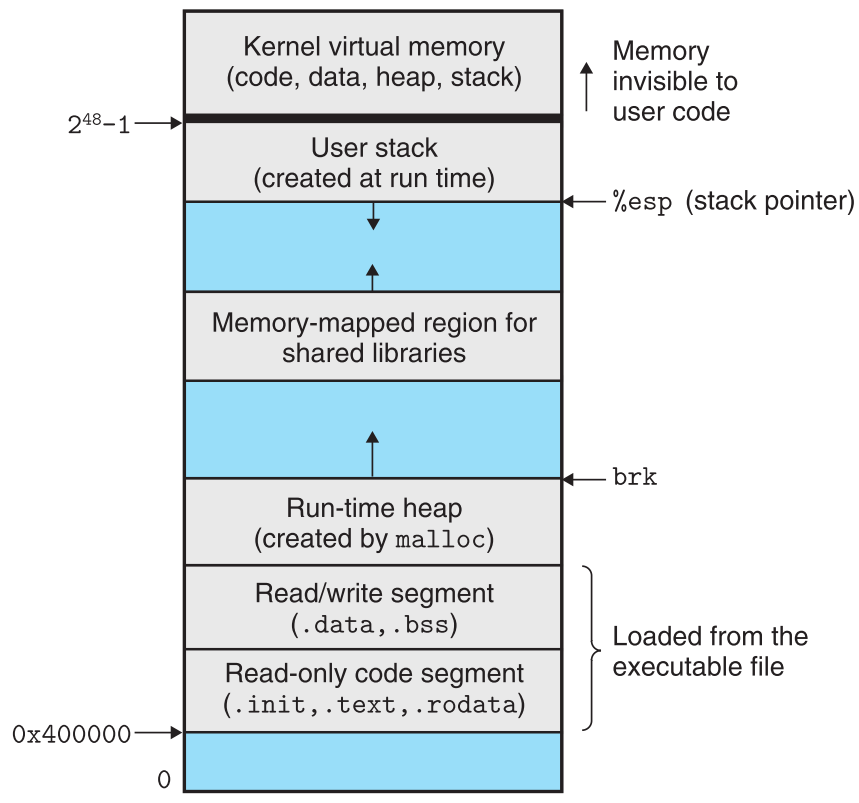 Kernel virtual memory
(code, data, heap, stack)
Memory
invisible to
user code
2⁴⁸–1
User stack
(created at run time)
%esp (stack pointer)
Memory-mapped region for
shared libraries
brk
Run-time heap
(created by malloc)
Read/write segment
(.data,.bss)
Loaded from the
executable file
Read-only code segment
(.init,.text,.rodata)
0x400000
0